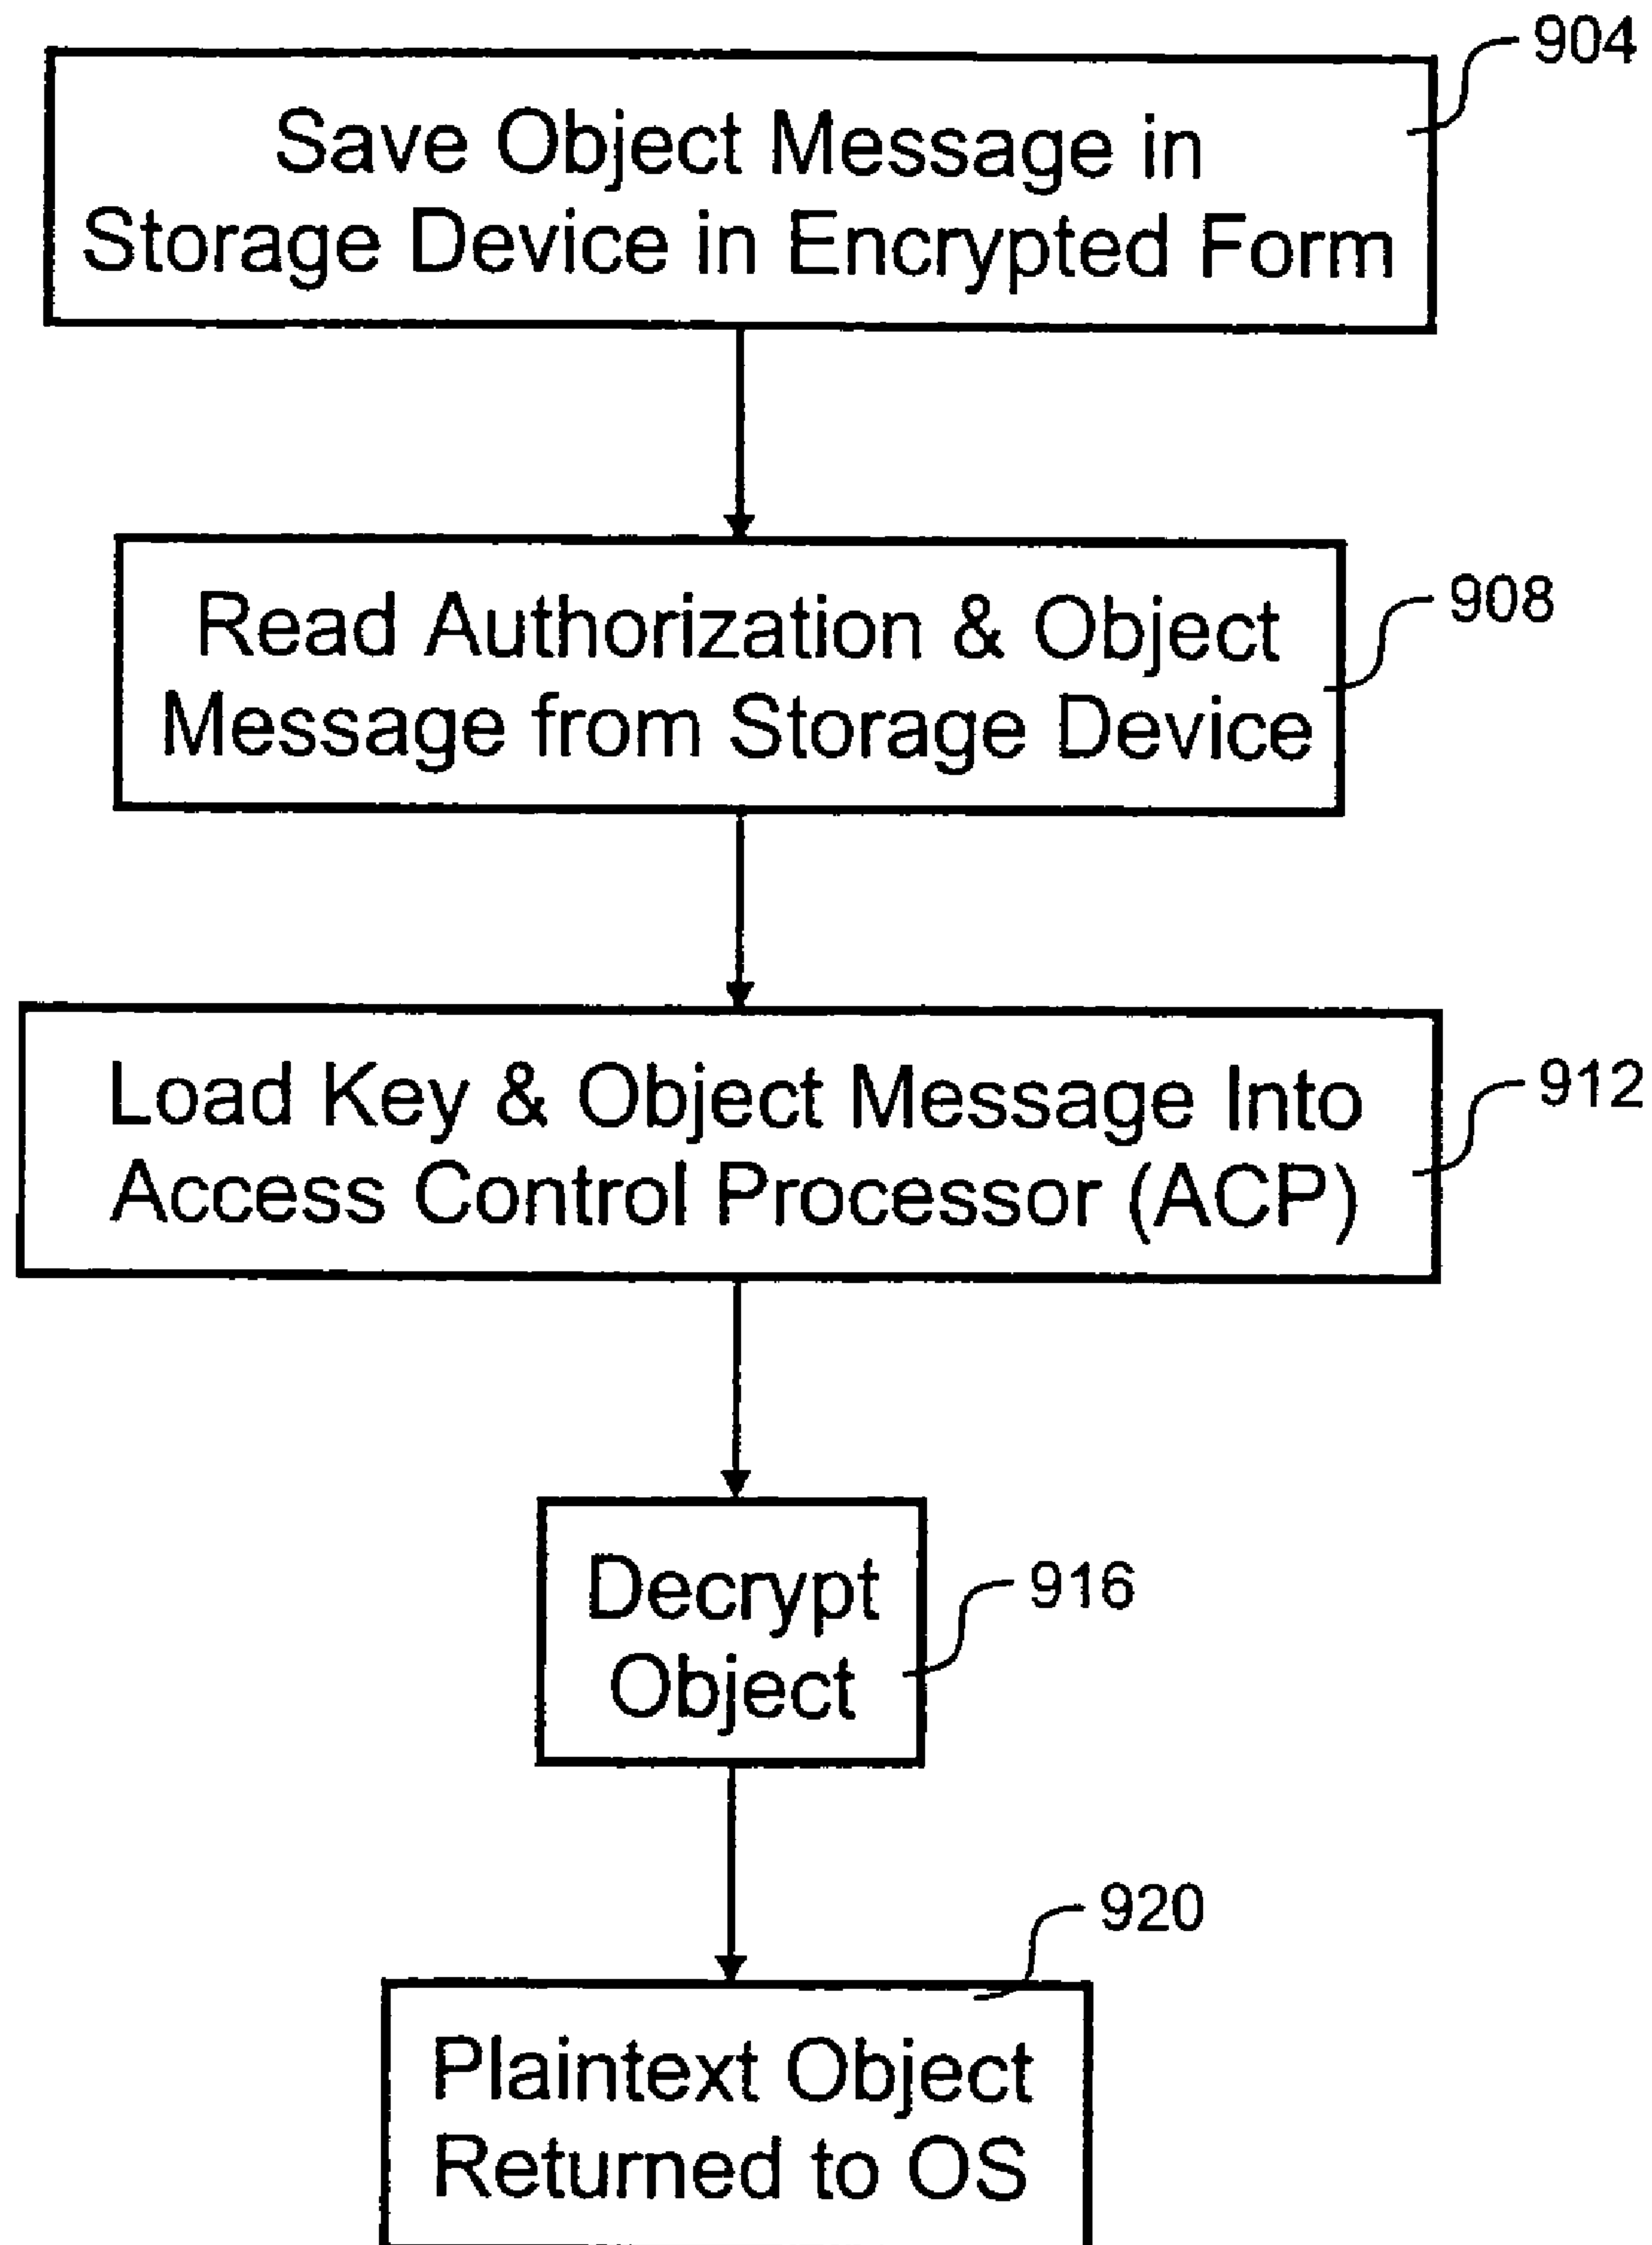 904
Save Object Message in
Storage Device in Encrypted Form
908
Read Authorization & Object
Message from Storage Device
912
Load Key & Object Message Into
Access Control Processor (ACP)
916
Decrypt
Object
920
Plaintext Object
Returned to OS